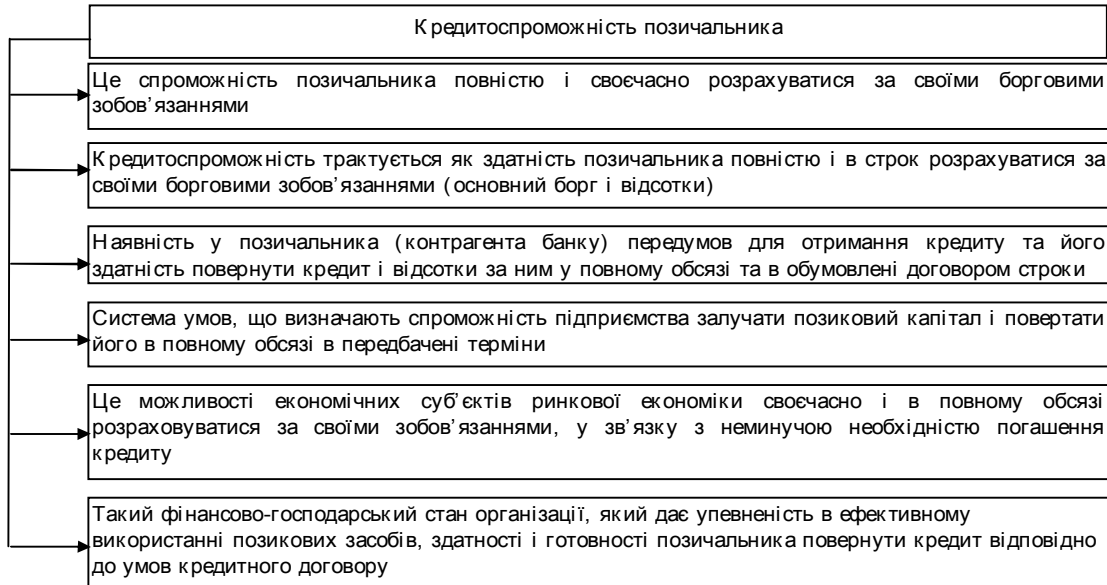 Кредитоспроможність позичальника
Це спроможність позичальника повністю і своєчасно розрахуватися за своїми борговими
зобов’язаннями
Кредитоспроможність трактується як здатність позичальника повністю і в строк розрахуватися за
своїми борговими зобов’язаннями (основний борг і відсотки)
Наявність у позичальника (контрагента банку) передумов для отримання кредиту та його
здатність повернути кредит і відсотки за ним у повному обсязі та в обумовлені договором строки
Система умов, що визначають спроможність підприємства залучати позиковий капітал і повертати
його в повному обсязі в передбачені терміни
Це можливості економічних суб’єктів ринкової економіки своєчасно і в повному обсязі
розраховуватися за своїми зобов’язаннями, у зв’язку з неминучою необхідністю погашення
кредиту
Такий фінансово-господарський стан організації, який дає упевненість в ефективному
використанні позикових засобів, здатності і готовності позичальника повернути кредит відповідно
до умов кредитного договору